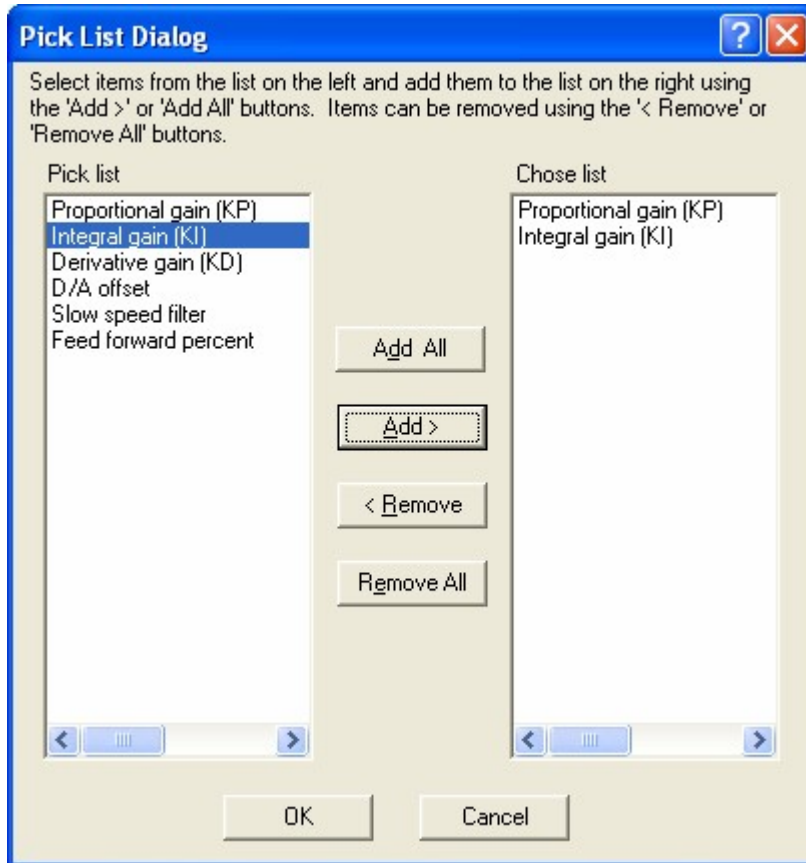 Pick List Dialog
Select items from the list on the left and add them to the list on the right using
the 'Add >' or 'Add All' buttons. Items can be removed using the '< Remove' or
'Remove All' buttons.
Pick list
Proportional gain (KP)
Integral gain (KI)
Derivative gain (KD)
D/A offset
Slow speed filter
Feed forward percent
Add All
Add >
< Remove
Remove All
Chose list
Proportional gain (KP)
Integral gain (KI)
OK
Cancel